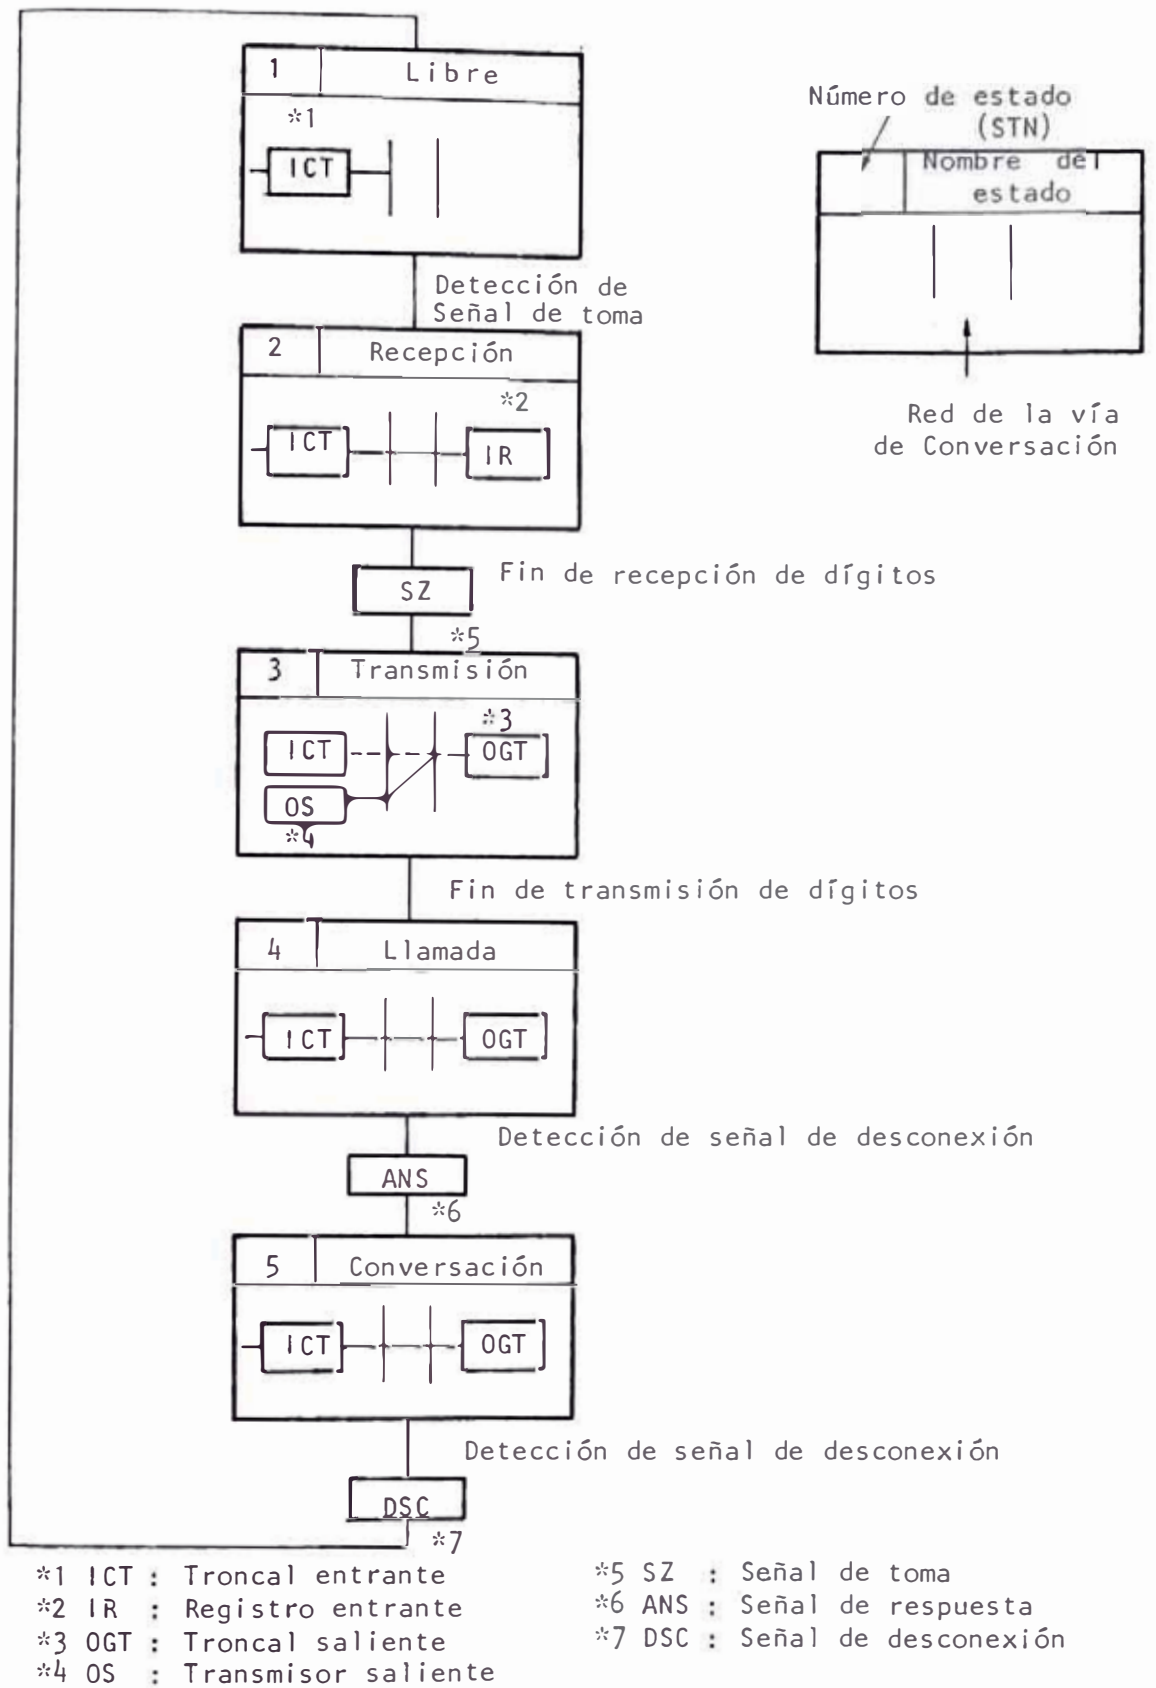 1 Libre
*1
ICT
Detección de
Señal de toma
2 Recepción
*2
ICT IR
SZ Fin de recepción de dígitos
*5
3 Transmisión
*3
ICT OGT
OS
*4
Fin de transmisión de dígitos
4 Llamada
ICT OGT
Detección de señal de desconexión
ANS
*6
5 Conversación
ICT OGT
Detección de señal de desconexión
DSC
*7
Número de estado
(STN)
Nombre del
estado
Red de la vía
de Conversación
*1 ICT : Troncal entrante
*2 IR : Registro entrante
*3 OGT : Troncal saliente
*4 OS : Transmisor saliente
*5 SZ : Señal de toma
*6 ANS : Señal de respuesta
*7 DSC : Señal de desconexión